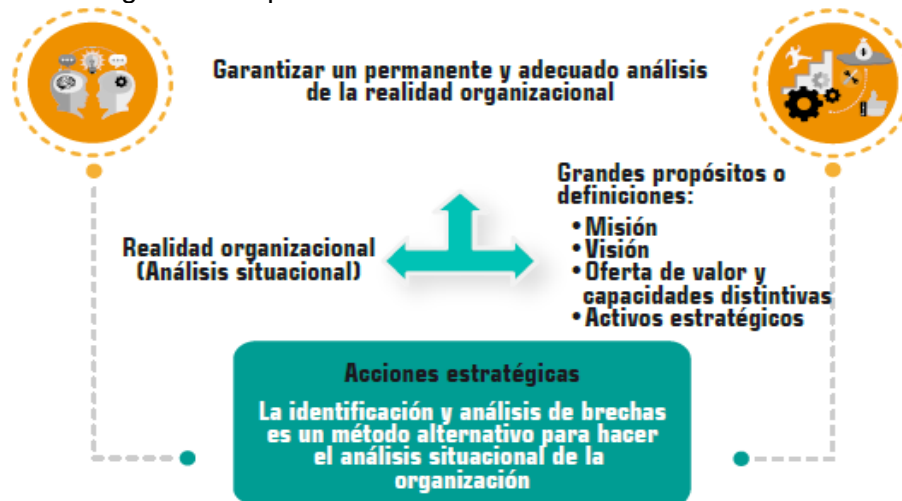 Garantizar un permanente y adecuado análisis
de la realidad organizacional
Grandes propósitos o
definiciones:
• Misión
• Visión
• Oferta de valor y
capacidades distintivas
• Activos estratégicos
Realidad organizacional
(Análisis situacional)
Acciones estratégicas
La identificación y análisis de brechas
es un método alternativo para hacer
el análisis situacional de la
organización